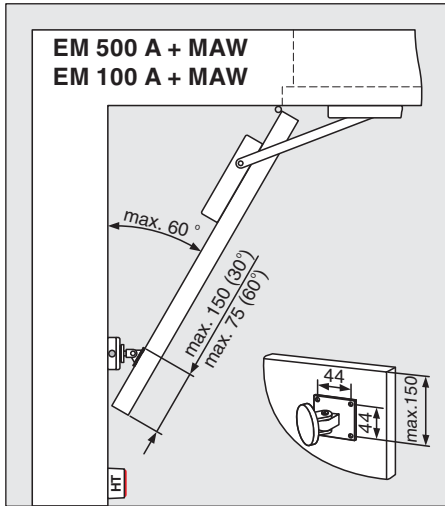 EM 500 A + MAW
EM 100 A + MAW
max. 60 °
max. 150 (30°)
max. 75 (60°)
44
44
max.150
HT